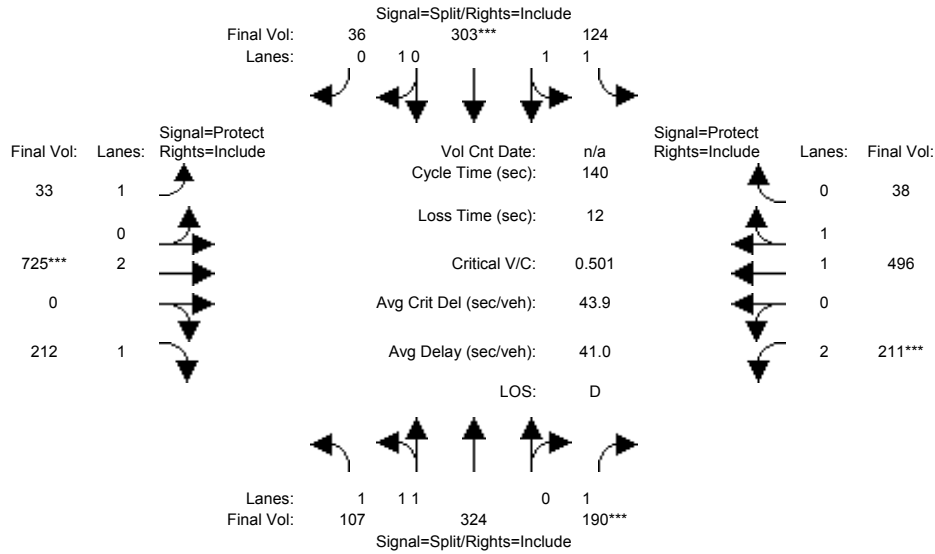 Signal=Split/Rights=Include
Final Vol: 36 303*** 124
Lanes: 0 1 0 1 1
Signal=Protect Signal=Protect
Final Vol: Lanes: Rights=Include Vol Cnt Date: n/a Rights=Include Lanes: Final Vol:
Cycle Time (sec): 140
33 1 0 38
Loss Time (sec): 12
0 1
725*** 2 Critical V/C: 0.501 1 496
0 Avg Crit Del (sec/veh): 43.9 0
212 1 Avg Delay (sec/veh): 41.0 2 211***
LOS: D
Lanes: 1 1 1 0 1
Final Vol: 107 324 190***
Signal=Split/Rights=Include